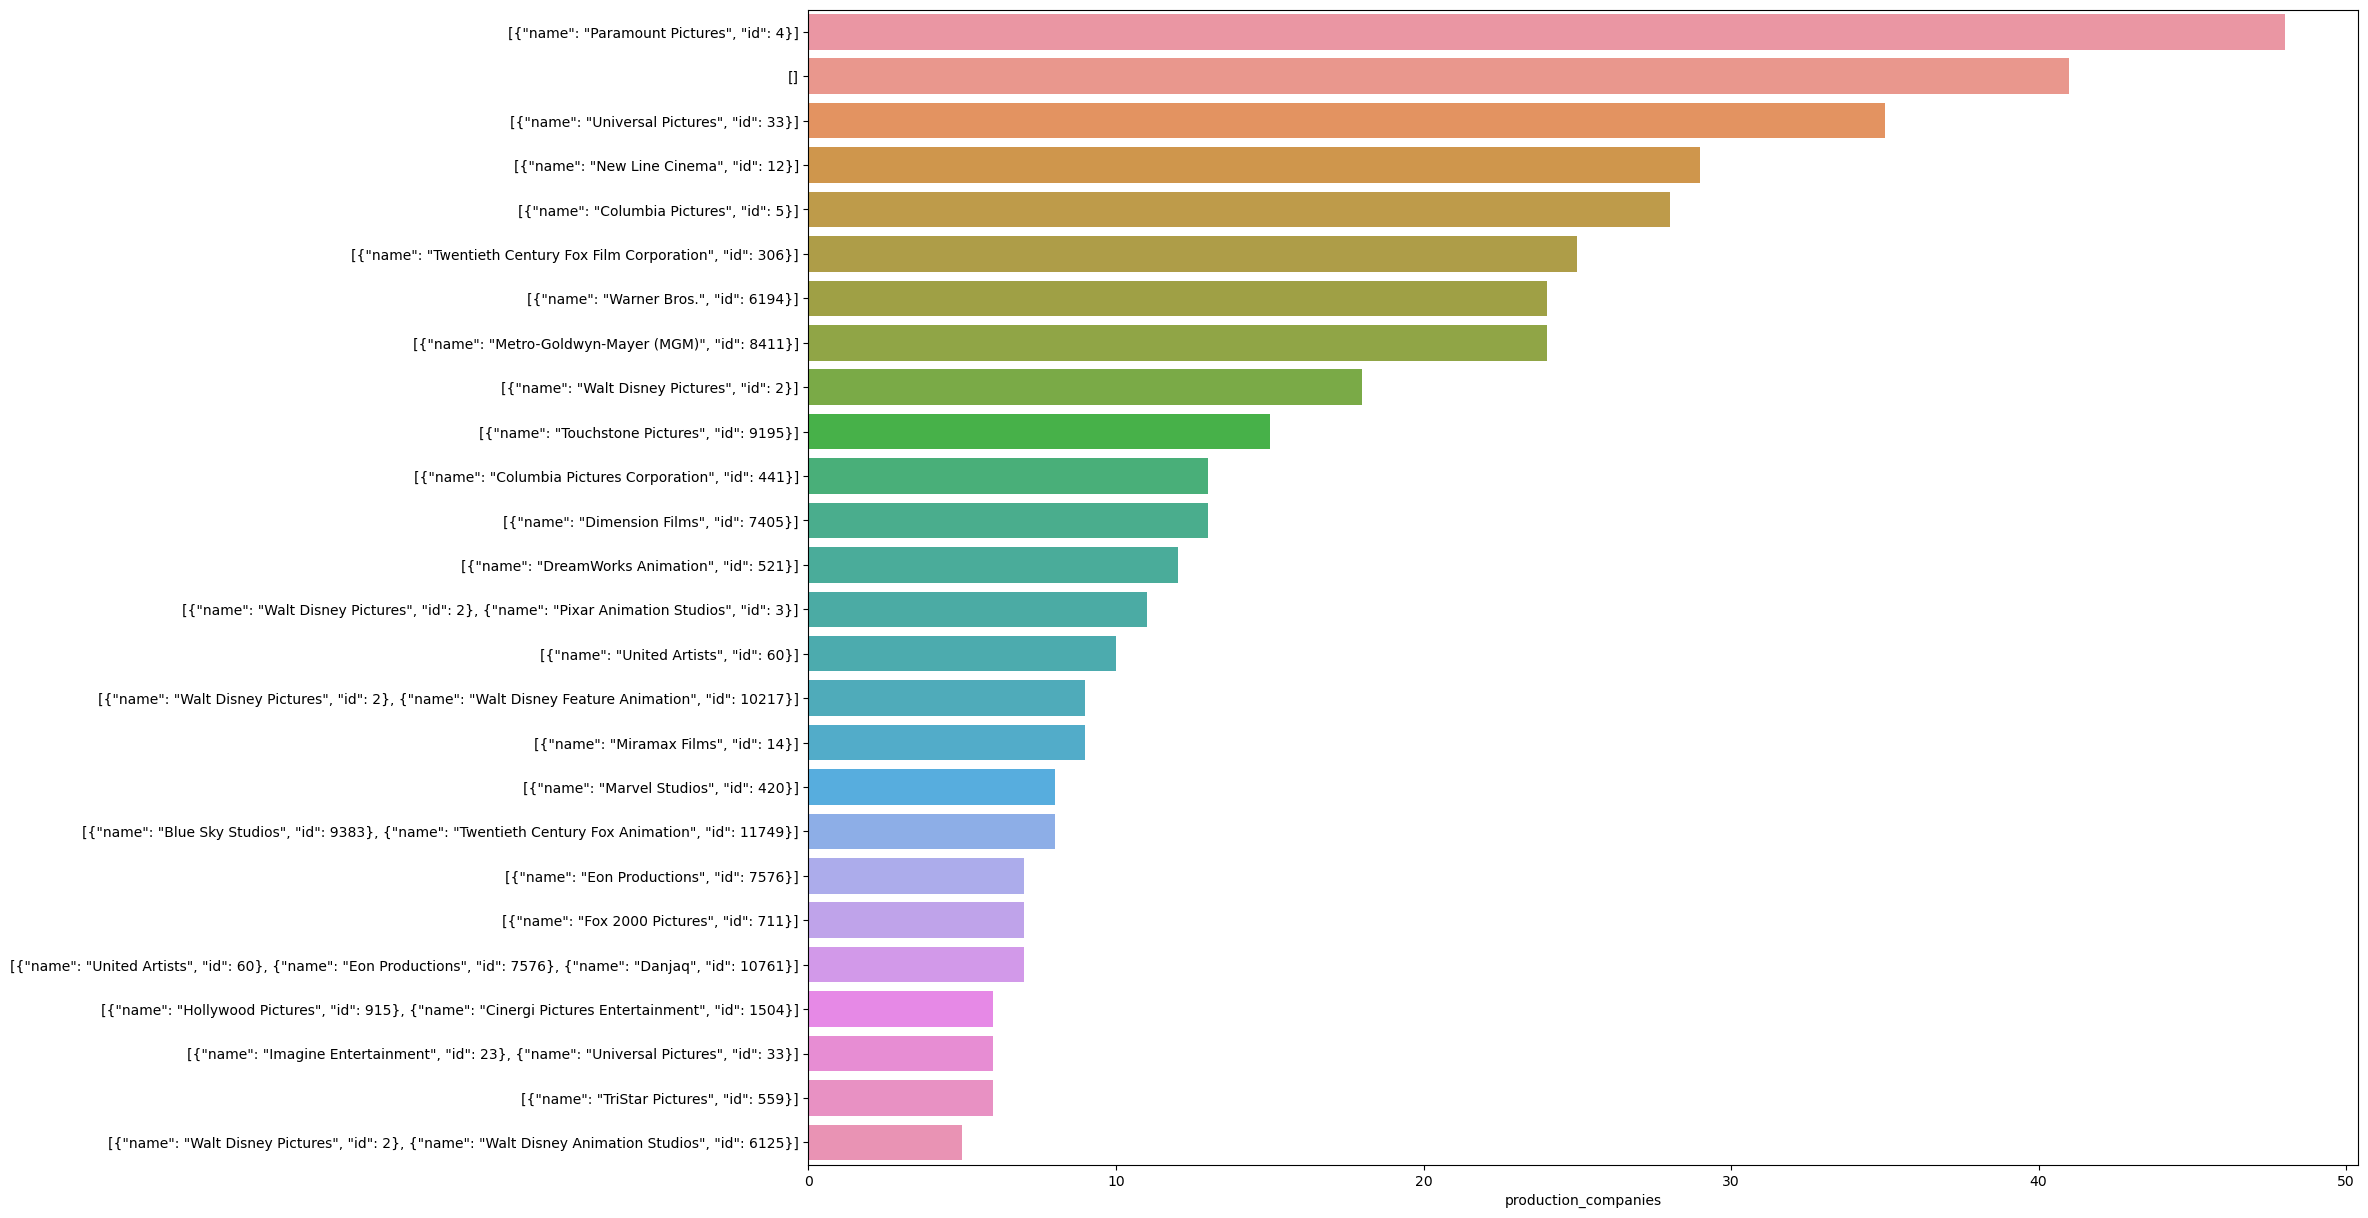 [{"name": "Paramount Pictures", "id": 4}]
[]
[{"name": "Universal Pictures", "id": 33}]
[{"name": "New Line Cinema", "id": 12}]
[{"name": "Columbia Pictures", "id": 5}]
[{"name": "Twentieth Century Fox Film Corporation", "id": 306}]
[{"name": "Warner Bros.", "id": 6194}]
[{"name": "Metro-Goldwyn-Mayer (MGM)", "id": 8411}]
[{"name": "Walt Disney Pictures", "id": 2}]
[{"name": "Touchstone Pictures", "id": 9195}]
[{"name": "Columbia Pictures Corporation", "id": 441}]
[{"name": "Dimension Films", "id": 7405}]
[{"name": "DreamWorks Animation", "id": 521}]
[{"name": "Walt Disney Pictures", "id": 2}, {"name": "Pixar Animation Studios", "id": 3}]
[{"name": "United Artists", "id": 60}]
[{"name": "Walt Disney Pictures", "id": 2}, {"name": "Walt Disney Feature Animation", "id": 10217}]
[{"name": "Miramax Films", "id": 14}]
[{"name": "Marvel Studios", "id": 420}]
[{"name": "Blue Sky Studios", "id": 9383}, {"name": "Twentieth Century Fox Animation", "id": 11749}]
[{"name": "Eon Productions", "id": 7576}]
[{"name": "Fox 2000 Pictures", "id": 711}]
[{"name": "United Artists", "id": 60}, {"name": "Eon Productions", "id": 7576}, {"name": "Danjaq", "id": 10761}]
[{"name": "Hollywood Pictures", "id": 915}, {"name": "Cinergi Pictures Entertainment", "id": 1504}]
[{"name": "Imagine Entertainment", "id": 23}, {"name": "Universal Pictures", "id": 33}]
[{"name": "TriStar Pictures", "id": 559}]
[{"name": "Walt Disney Pictures", "id": 2}, {"name": "Walt Disney Animation Studios", "id": 6125}]
0 10 20 30 40 50
production_companies